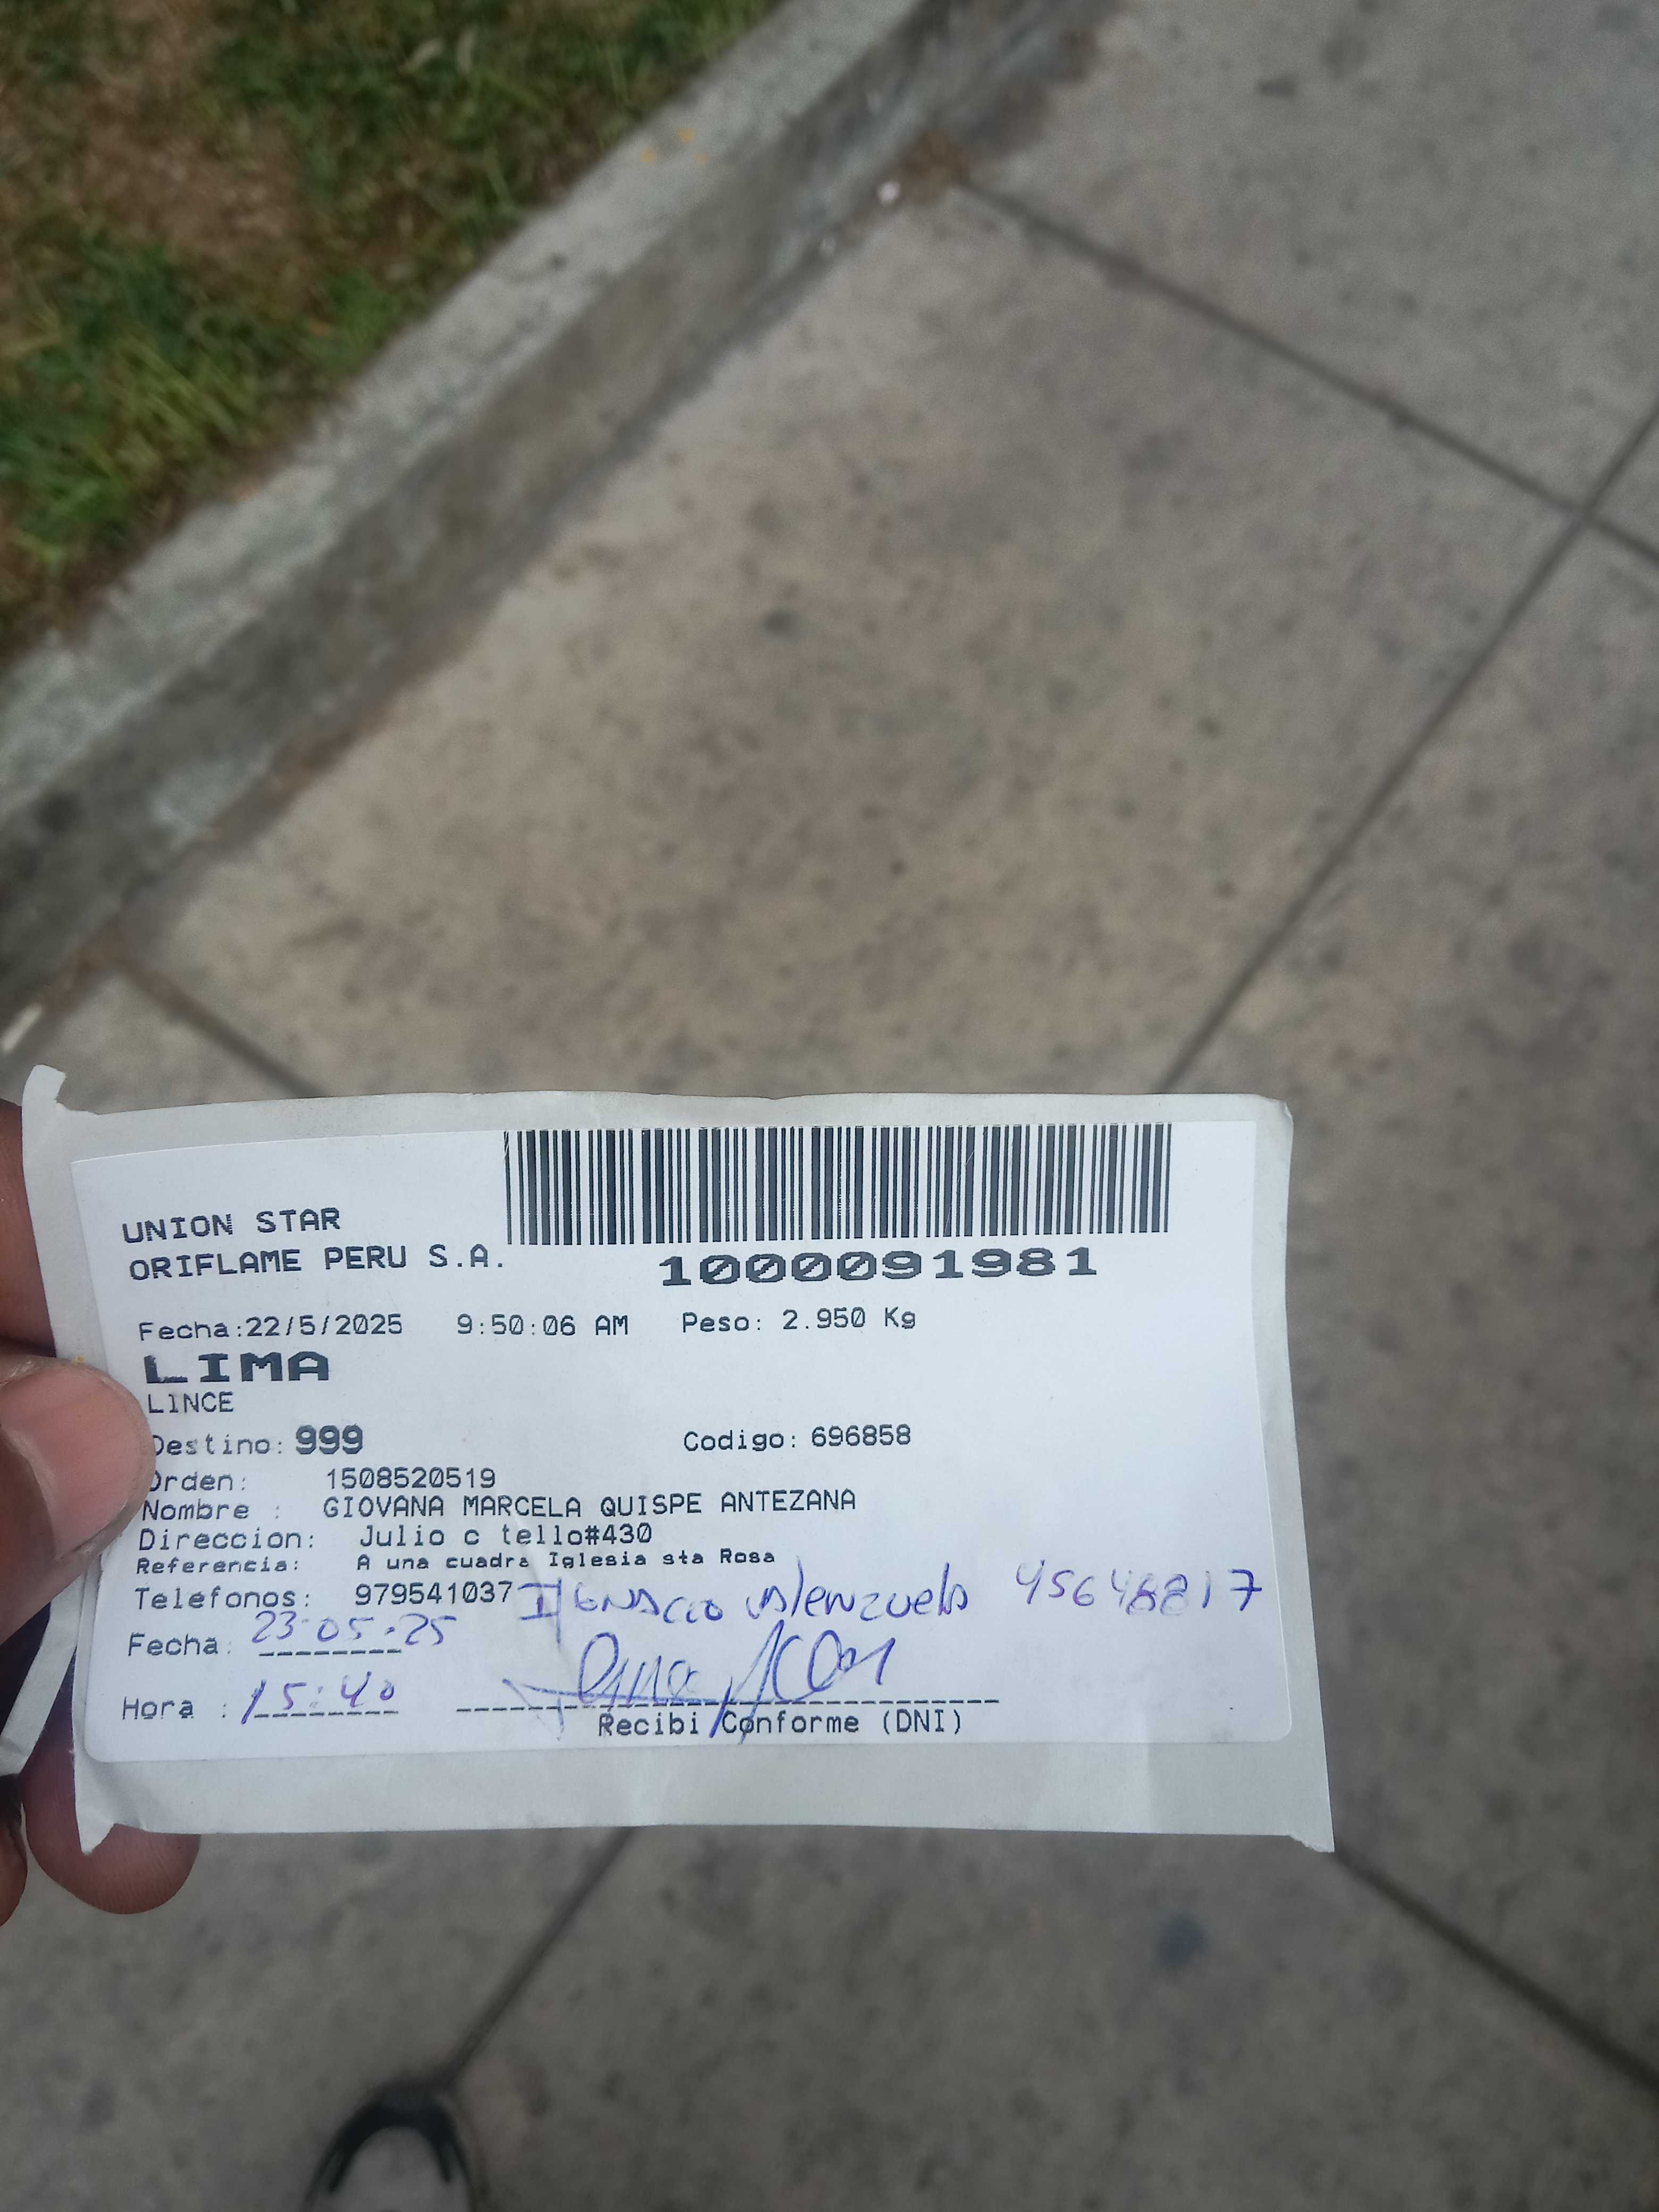 UNION STAR
ORIFLAME PERU S.A.
1000091981
Fecha:22/5/2025 9:50:06 AM Peso: 2.950 Kg
LIMA
LINCE
Destino: 999 Codigo: 696858
Orden: 1508520519
Nombre : GIOVANA MARCELA QUISPE ANTEZANA
Direccion: Julio c tello#430
Referencia: A una cuadra Iglesia sta Rosa
Telefonos: 979541037 Ignacio Valenzuela 45648817
Fecha: 23-05-25
Hora : 15:40
Recibi Conforme (DNI)